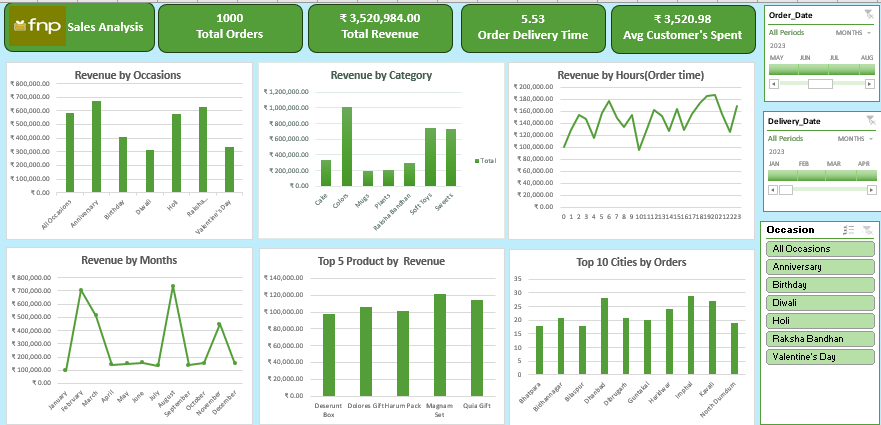 fnp Sales Analysis
1000
Total Orders
₹ 3,520,984.00
Total Revenue
5.53
Order Delivery Time
₹ 3,520.98
Avg Customer's Spent
Order_Date
All Periods MONTHS
2023
MAY JUN JUL AUG
Delivery_Date
All Periods MONTHS
2023
JAN FEB MAR APR
Occasion
All Occasions
Anniversary
Birthday
Diwali
Holi
Raksha Bandhan
Valentine's Day
Revenue by Occasions
₹ 800,000.00
₹ 700,000.00
₹ 600,000.00
₹ 500,000.00
₹ 400,000.00
₹ 300,000.00
₹ 200,000.00
₹ 100,000.00
₹ 0.00
All Occasions
Anniversary
Birthday
Diwali
Holi
Raksha...
Valentine's Day
Revenue by Category
₹ 1,200,000.00
₹ 1,000,000.00
₹ 800,000.00
₹ 600,000.00
₹ 400,000.00
₹ 200,000.00
₹ 0.00
Cake
Colors
Mugs
Plants
Raksha Bandhan
Soft Toys
Sweets
Total
Revenue by Hours(Order time)
₹ 200,000.00
₹ 180,000.00
₹ 160,000.00
₹ 140,000.00
₹ 120,000.00
₹ 100,000.00
₹ 80,000.00
₹ 60,000.00
₹ 40,000.00
₹ 20,000.00
₹ 0.00
0 1 2 3 4 5 6 7 8 9 10 11 12 13 14 15 16 17 18 19 20 21 22 23
Revenue by Months
₹ 800,000.00
₹ 700,000.00
₹ 600,000.00
₹ 500,000.00
₹ 400,000.00
₹ 300,000.00
₹ 200,000.00
₹ 100,000.00
₹ 0.00
January
February
March
April
May
June
July
August
September
October
November
December
Top 5 Product by Revenue
₹ 140,000.00
₹ 120,000.00
₹ 100,000.00
₹ 80,000.00
₹ 60,000.00
₹ 40,000.00
₹ 20,000.00
₹ 0.00
Deserunt Box
Dolores Gift
Harum Pack
Magnam Set
Quia Gift
Top 10 Cities by Orders
35
30
25
20
15
10
5
0
Bhatpara
Bidhannagar
Bilaspur
Dhanbad
Dibrugarh
Guntakal
Haridwar
Imphal
Kavali
North Dumdum